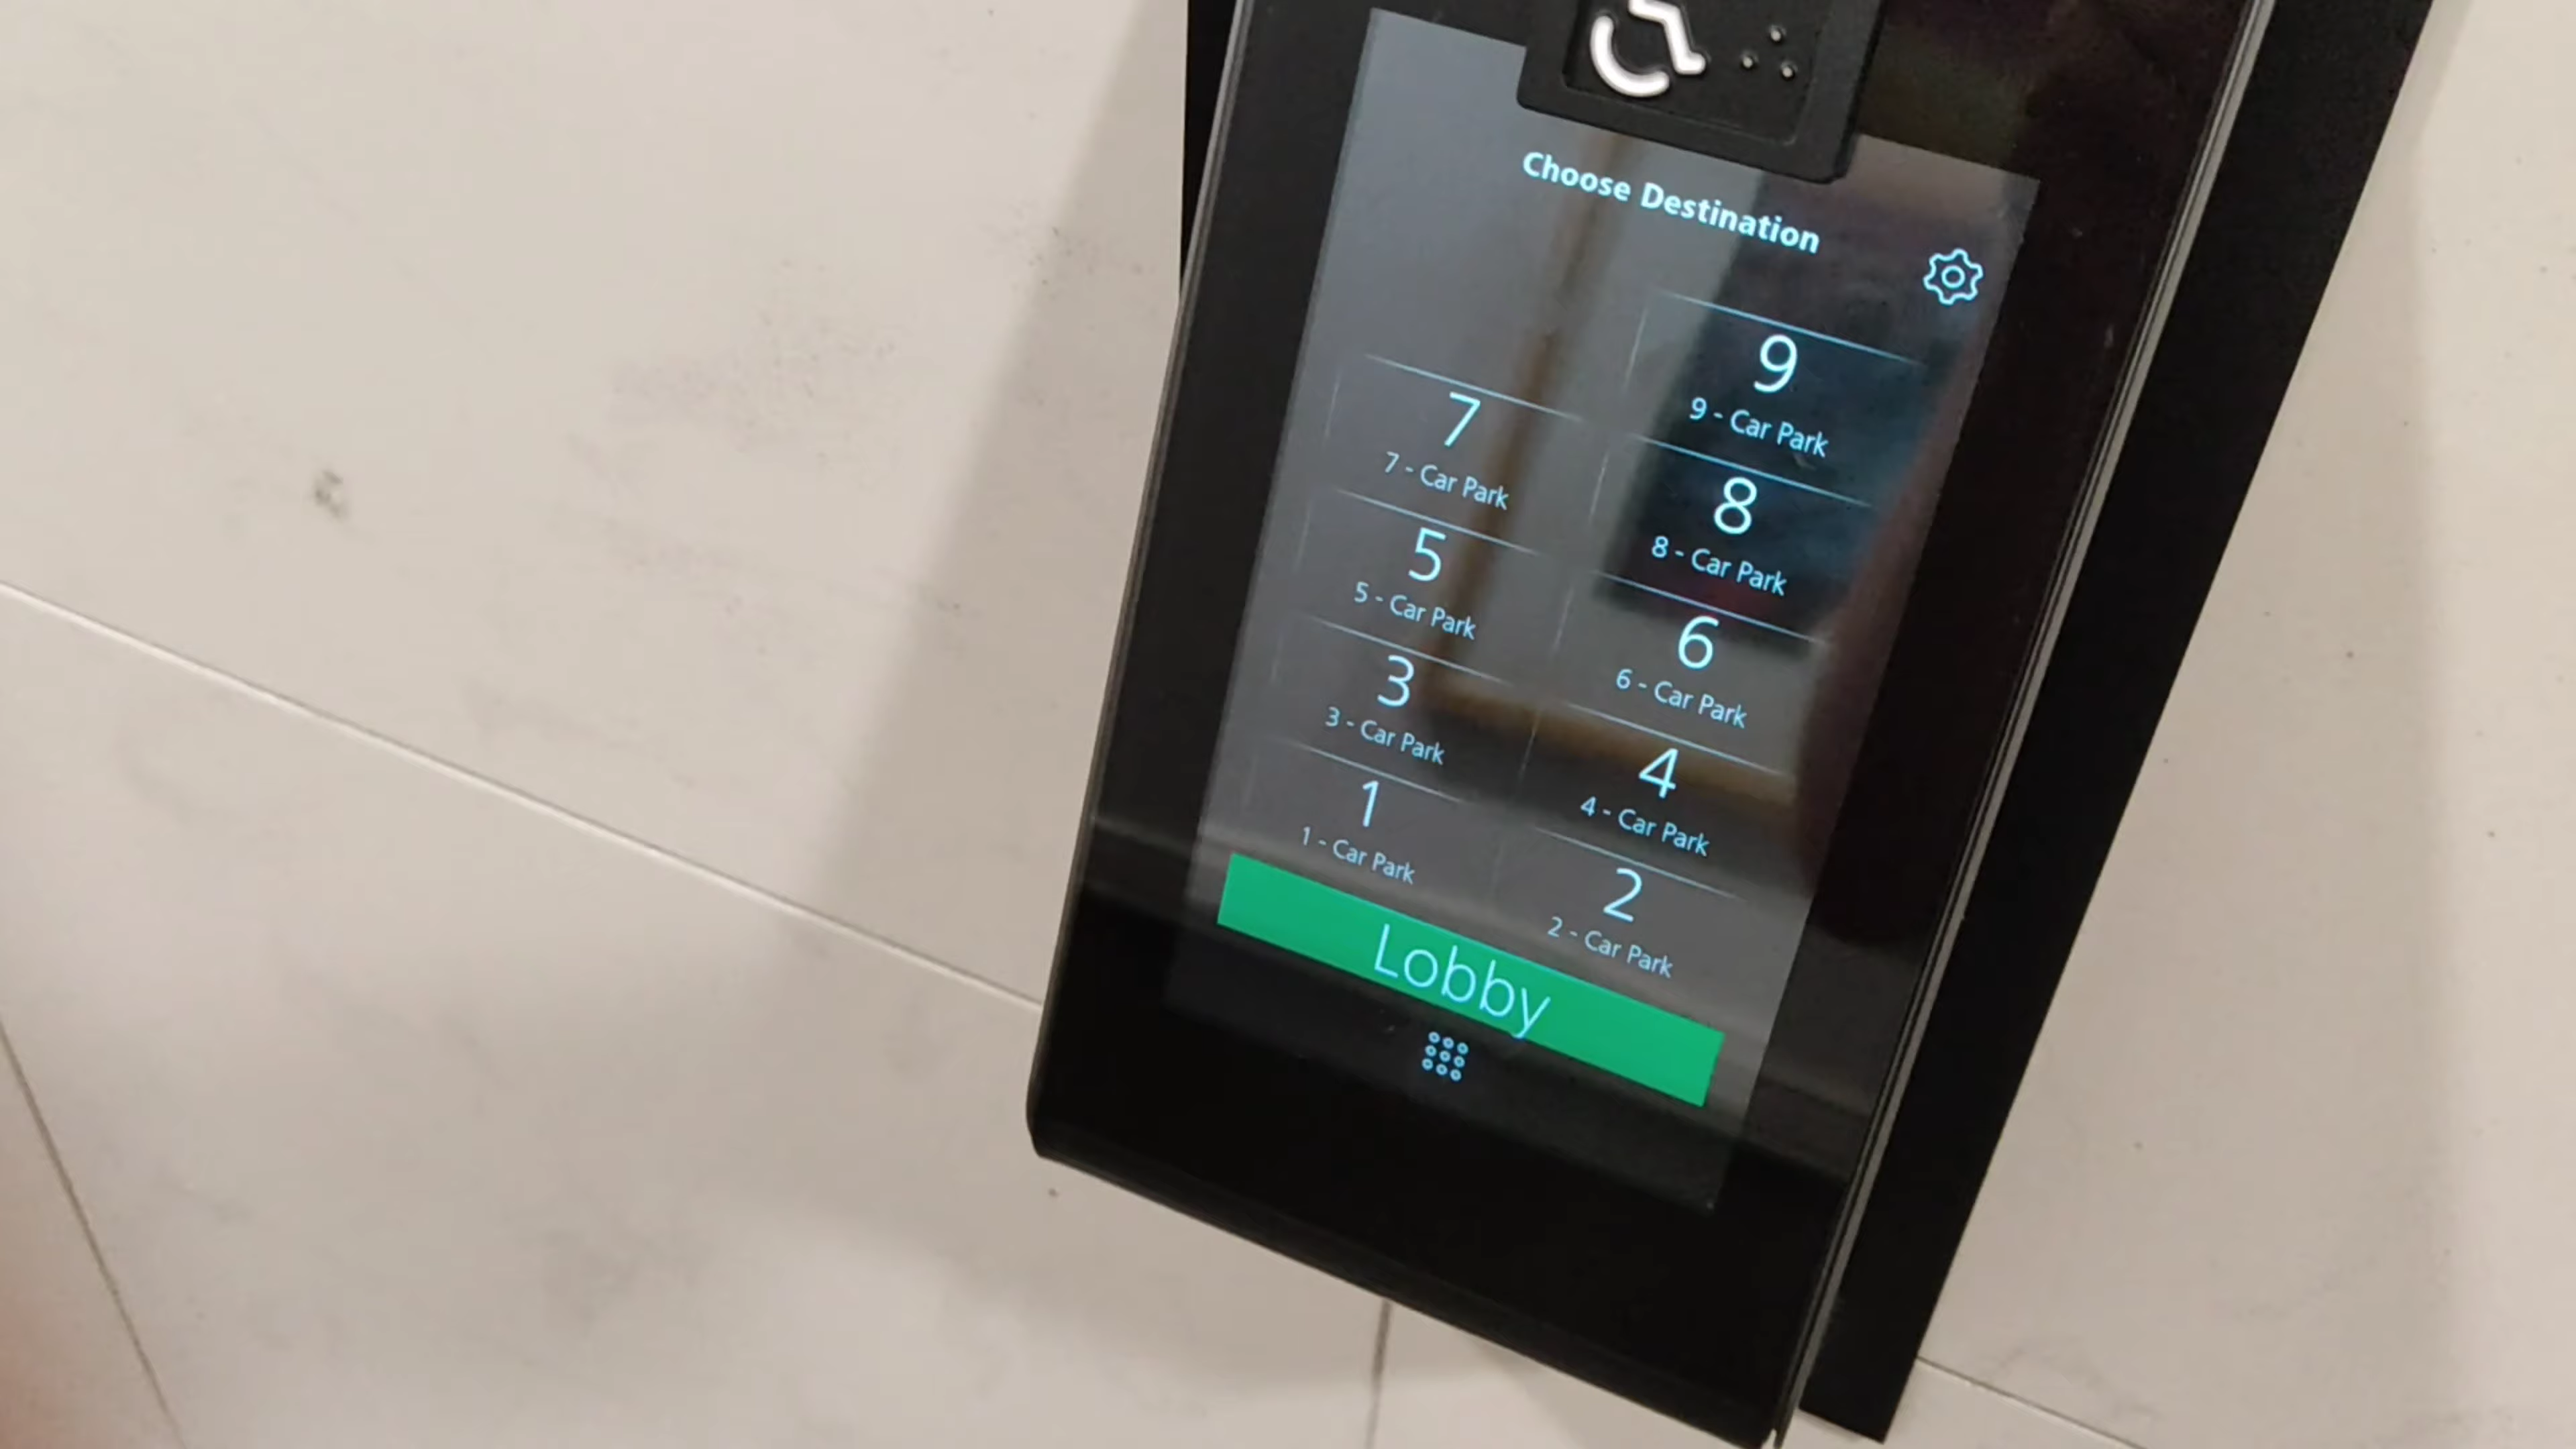 Choose Destination
9
9 - Car Park
7
7 - Car Park
8
8 - Car Park
5
5 - Car Park
6
6 - Car Park
3
3 - Car Park
4
4 - Car Park
1
1 - Car Park
2
2 - Car Park
Lobby